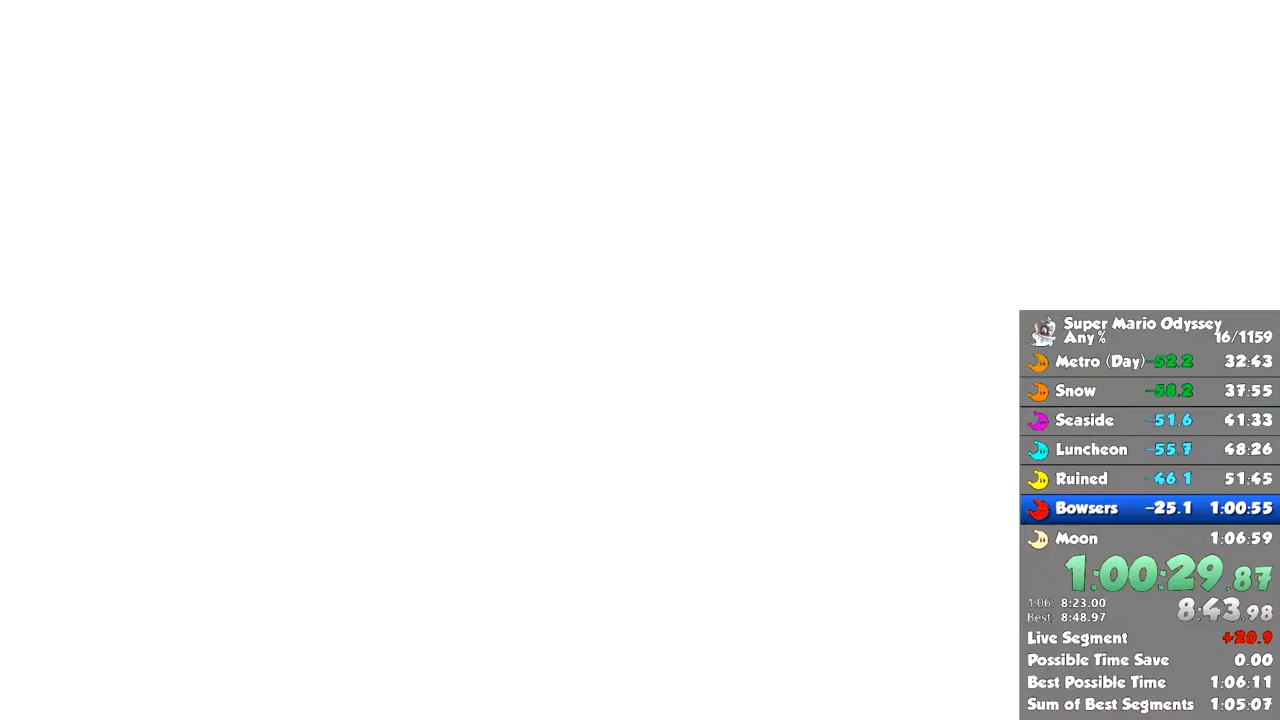 Super Mario Odyssey
Any% 16/1159
Metro (Day) -52.2 32:43
Snow -58.2 37:55
Seaside -51.6 41:33
Luncheon -55.7 48:26
Ruined -46.1 51:45
Bowsers -25.1 1:00:55
Moon 1:06:59
1:00:29.87
1:06: 8:23.00 8:43.98
Best: 8:48.97
Live Segment +20.9
Possible Time Save 0.00
Best Possible Time 1:06:11
Sum of Best Segments 1:05:07